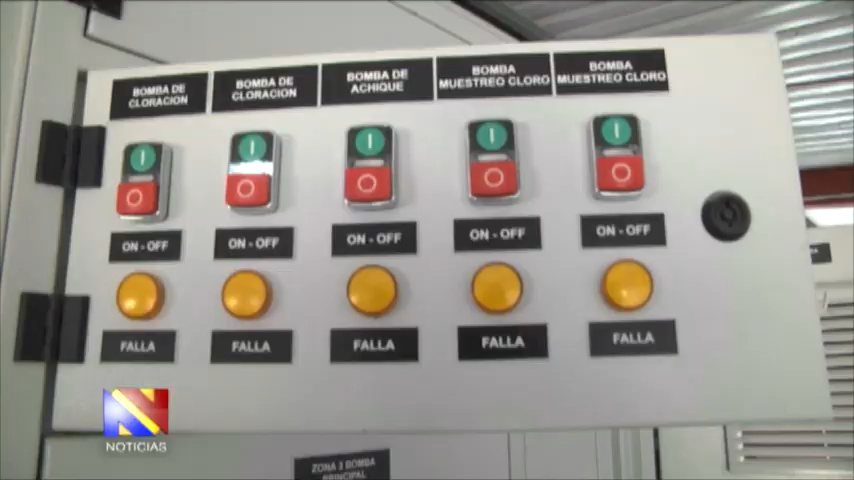 BOMBA DE
CLORACION
BOMBA DE
CLORACION
BOMBA DE
ACHIQUE
BOMBA
MUESTREO CLORO
BOMBA
MUESTREO CLORO
ON - OFF
ON - OFF
ON - OFF
ON - OFF
ON - OFF
FALLA
FALLA
FALLA
FALLA
FALLA
N
NOTICIAS
ZONA 3 BOMBA
PRINCIPAL